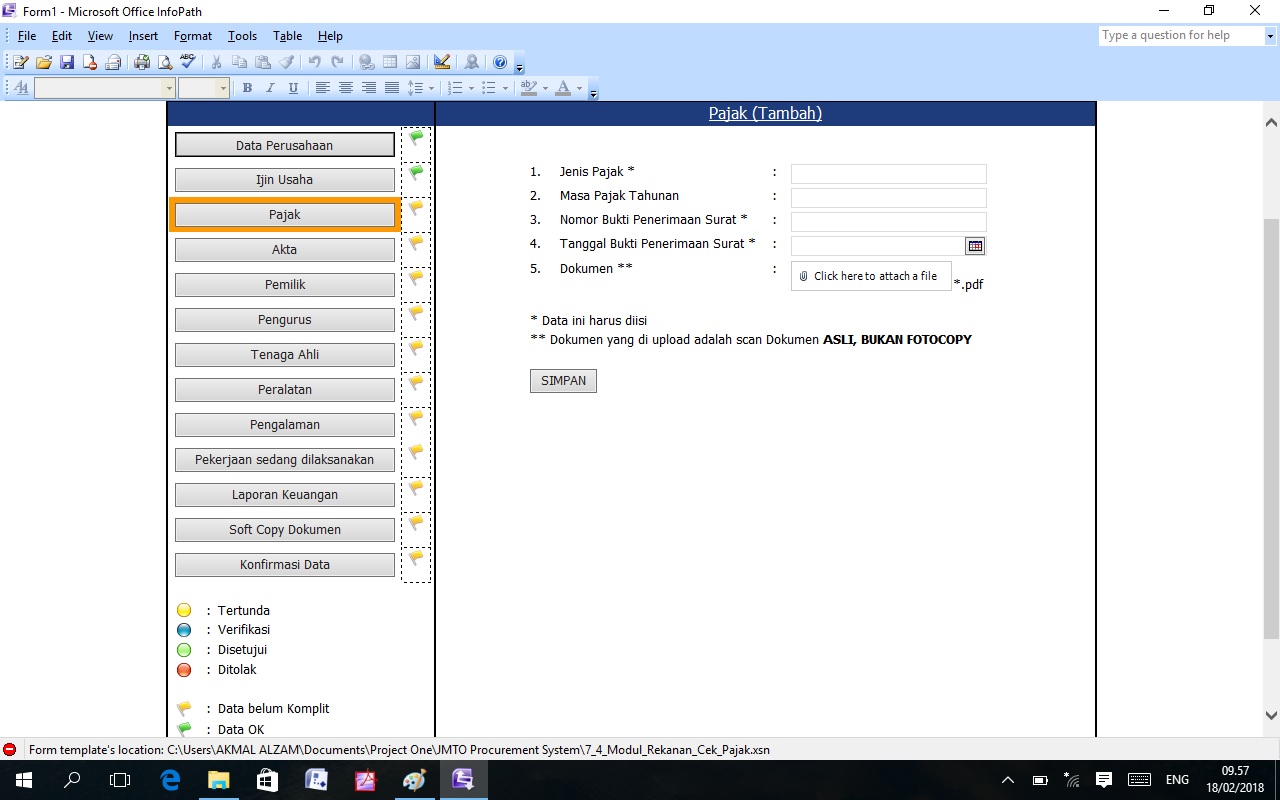 Form1 - Microsoft Office InfoPath
File Edit View Insert Format Tools Table Help
Type a question for help
Pajak (Tambah)
Data Perusahaan
Ijin Usaha
Pajak
Akta
Pemilik
Pengurus
Tenaga Ahli
Peralatan
Pengalaman
Pekerjaan sedang dilaksanakan
Laporan Keuangan
Soft Copy Dokumen
Konfirmasi Data
: Tertunda
: Verifikasi
: Disetujui
: Ditolak
: Data belum Komplit
: Data OK
1. Jenis Pajak * :
2. Masa Pajak Tahunan :
3. Nomor Bukti Penerimaan Surat * :
4. Tanggal Bukti Penerimaan Surat * :
5. Dokumen ** : Click here to attach a file *.pdf
* Data ini harus diisi
** Dokumen yang di upload adalah scan Dokumen ASLI, BUKAN FOTOCOPY
SIMPAN
Form template's location: C:\Users\AKMAL ALZAM\Documents\Project One\JMTO Procurement System\7_4_Modul_Rekanan_Cek_Pajak.xsn
ENG
09.57
18/02/2018